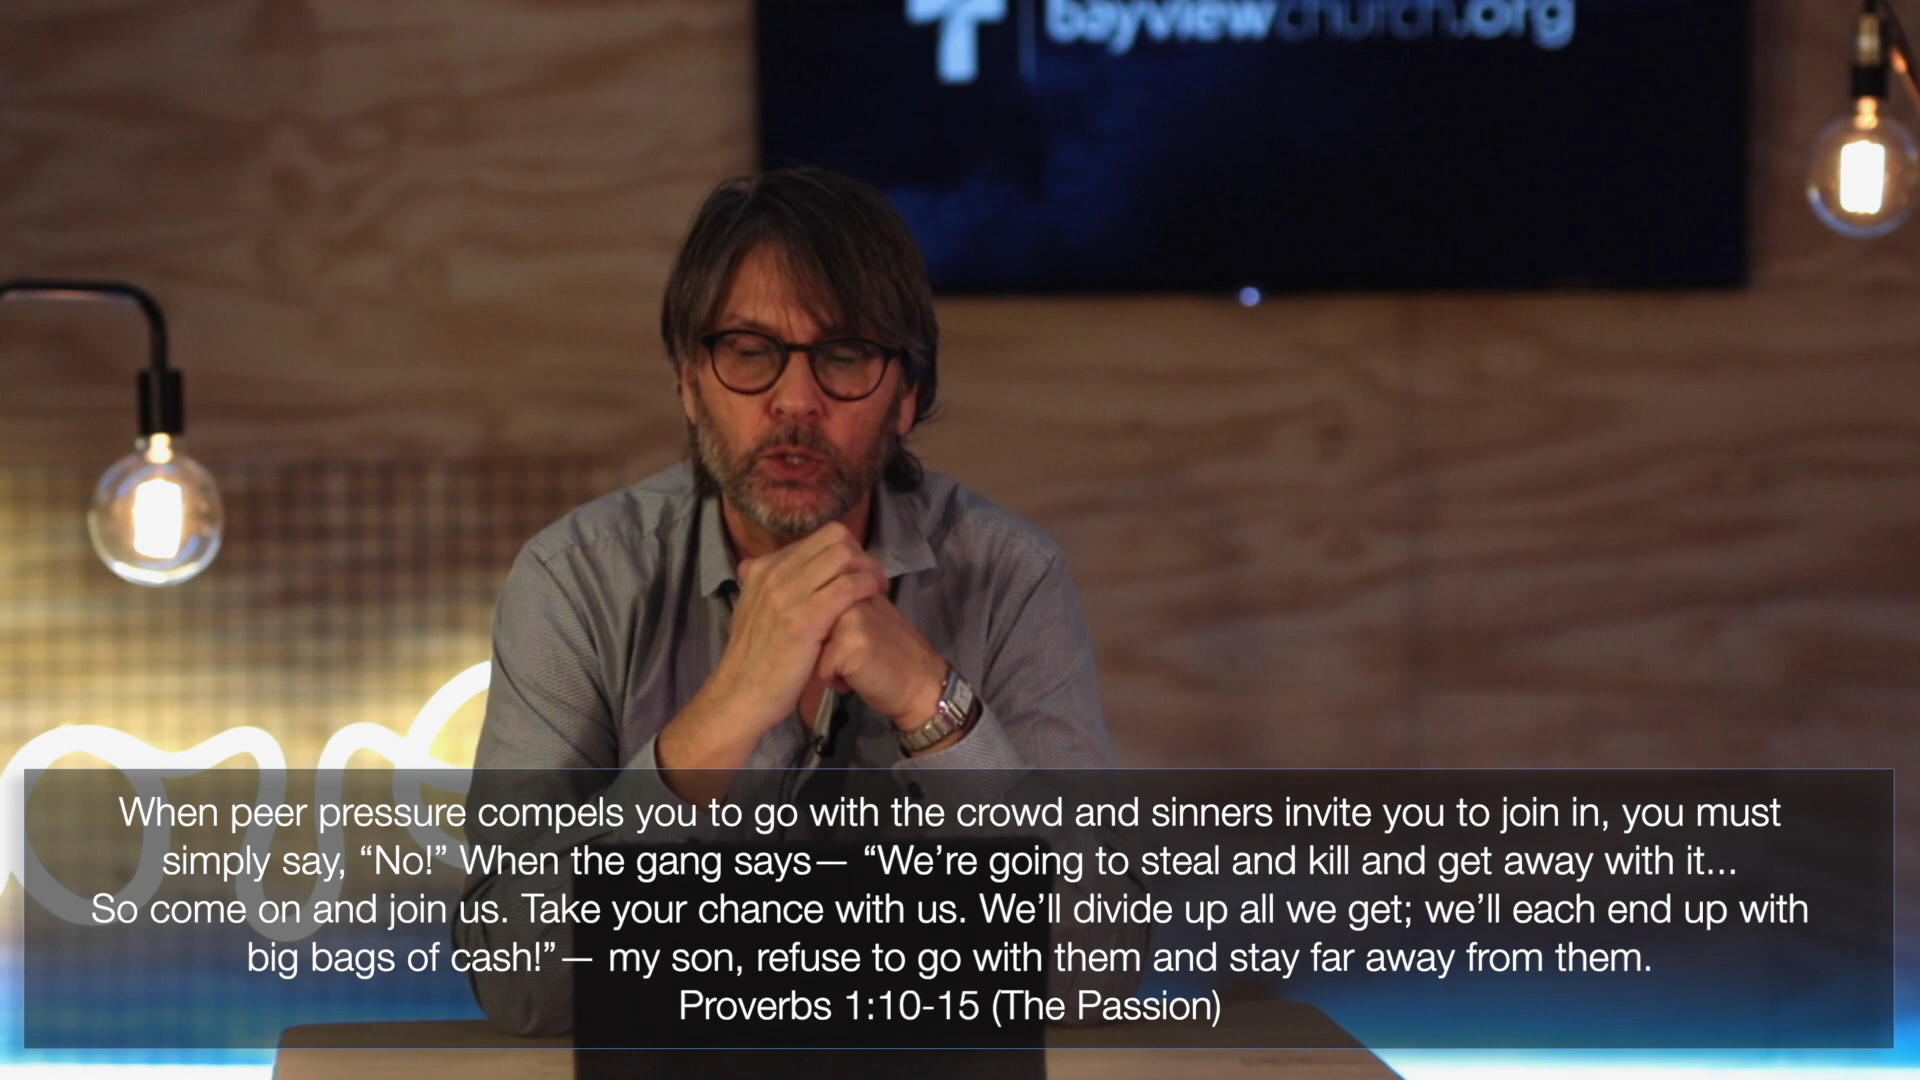 bayviewchurch.org
When peer pressure compels you to go with the crowd and sinners invite you to join in, you must
simply say, “No!” When the gang says— “We’re going to steal and kill and get away with it...
So come on and join us. Take your chance with us. We’ll divide up all we get; we’ll each end up with
big bags of cash!”— my son, refuse to go with them and stay far away from them.
Proverbs 1:10-15 (The Passion)